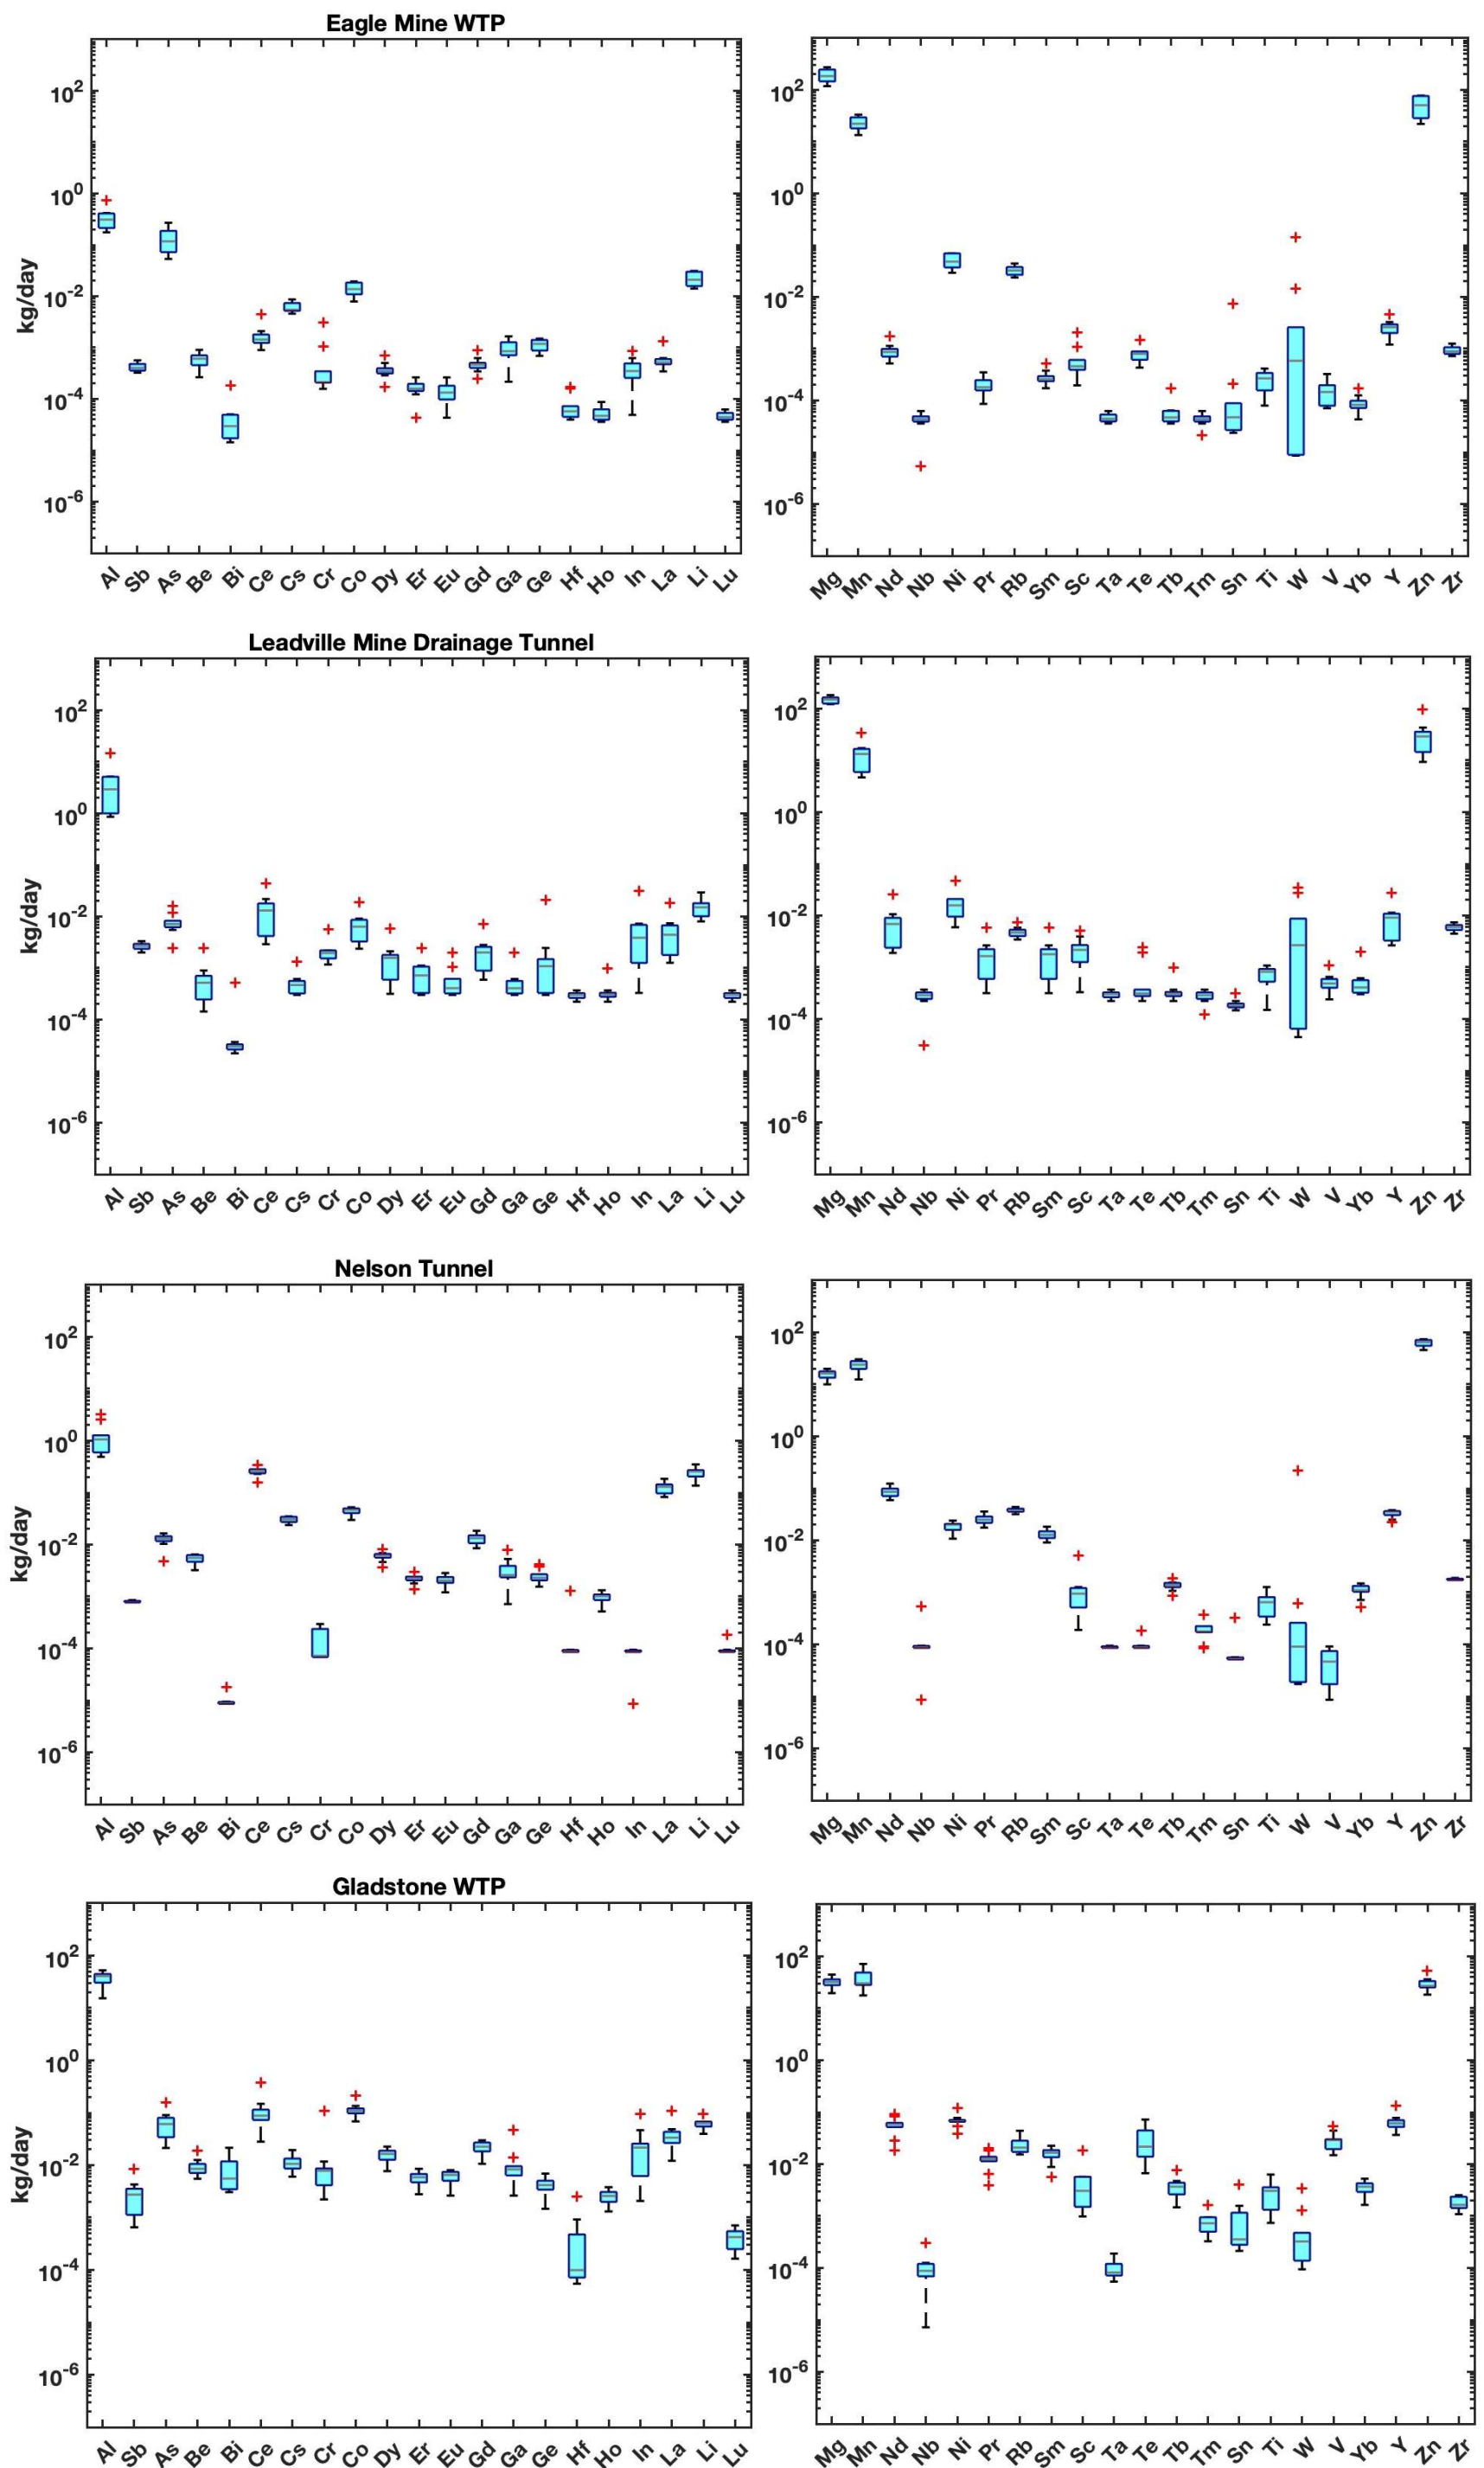 Eagle Mine WTP
kg/day
10^2
10^0
10^-2
10^-4
10^-6
Al Sb As Be Bi Ce Cs Cr Co Dy Er Eu Gd Ga Ge Hf Ho In La Li Lu
10^2
10^0
10^-2
10^-4
10^-6
Mg Mn Nd Nb Ni Pr Rb Sm Sc Ta Te Tb Tm Sn Ti W V Yb Y Zn Zr
Leadville Mine Drainage Tunnel
kg/day
10^2
10^0
10^-2
10^-4
10^-6
Al Sb As Be Bi Ce Cs Cr Co Dy Er Eu Gd Ga Ge Hf Ho In La Li Lu
10^2
10^0
10^-2
10^-4
10^-6
Mg Mn Nd Nb Ni Pr Rb Sm Sc Ta Te Tb Tm Sn Ti W V Yb Y Zn Zr
Nelson Tunnel
kg/day
10^2
10^0
10^-2
10^-4
10^-6
Al Sb As Be Bi Ce Cs Cr Co Dy Er Eu Gd Ga Ge Hf Ho In La Li Lu
10^2
10^0
10^-2
10^-4
10^-6
Mg Mn Nd Nb Ni Pr Rb Sm Sc Ta Te Tb Tm Sn Ti W V Yb Y Zn Zr
Gladstone WTP
kg/day
10^2
10^0
10^-2
10^-4
10^-6
Al Sb As Be Bi Ce Cs Cr Co Dy Er Eu Gd Ga Ge Hf Ho In La Li Lu
10^2
10^0
10^-2
10^-4
10^-6
Mg Mn Nd Nb Ni Pr Rb Sm Sc Ta Te Tb Tm Sn Ti W V Yb Y Zn Zr